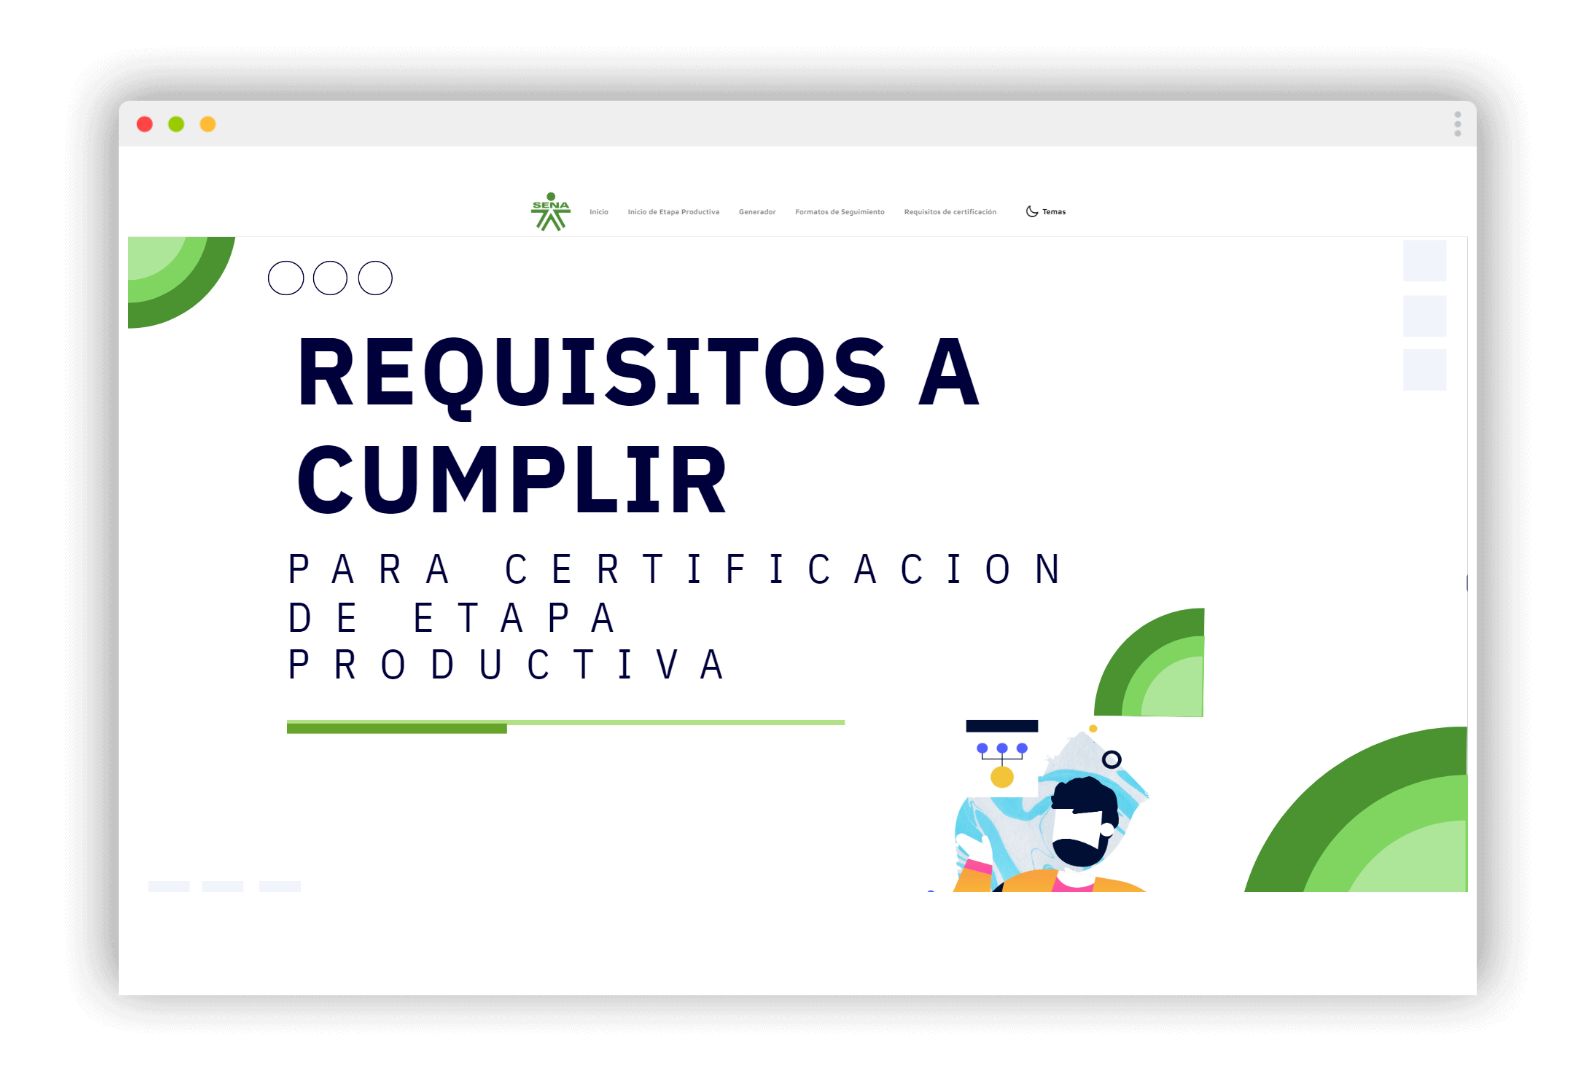 SENA
Inicio Inicio de Etapa Productiva Generador Formatos de Seguimiento Requisitos de certificación Temas
REQUISITOS A
CUMPLIR
PARA CERTIFICACION
DE ETAPA
PRODUCTIVA